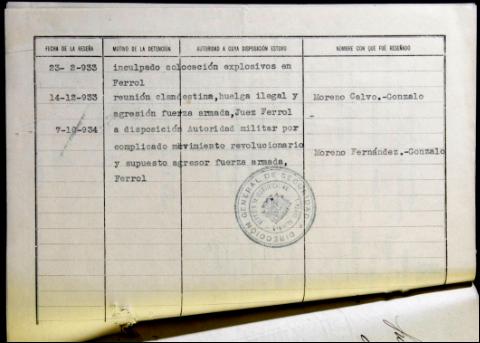 FECHA DE LA RESEÑA MOTIVO DE LA DETENCIÓN AUTORIDAD A CUYA DISPOSICIÓN ESTUVO NOMBRE CON QUE FUÉ RESEÑADO
23- 2-933 inculpado colocación explosivos en
Ferrol
14-12-933 reunión clandestina,huelga ilegal y Moreno Calvo.-Gonzalo
agresión fuerza armada,Juez Ferrol -
7-10-934 a disposición Autoridad militar por
complicado movimiento revolucionario Moreno Fernández.-Gonzalo
y supuesto agresor fuerza armada,
Ferrol
DIRECCIÓN GENERAL DE SEGURIDAD